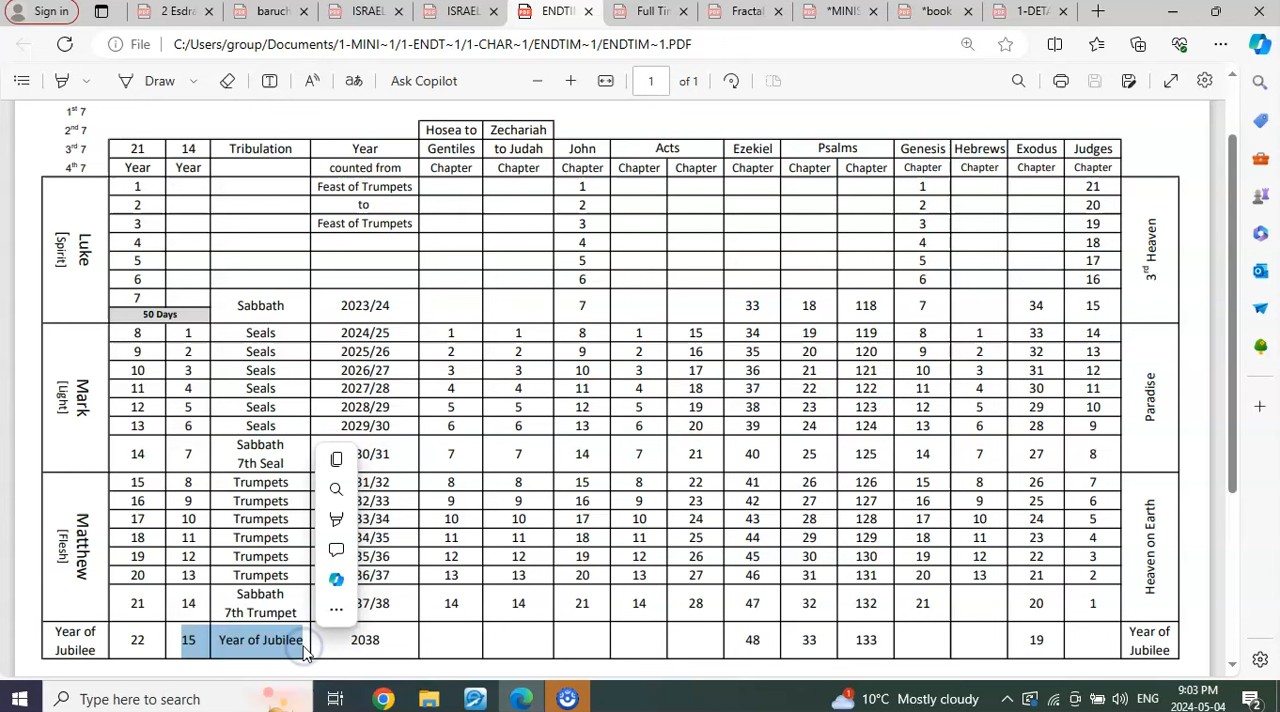 Sign in
2 Esdra
baruch
ISRAEL
ISRAEL
ENDTI
Full Tir
Fractal
*MINIS
*book
1-DETA
File C:/Users/group/Documents/1-MINI~1/1-ENDT~1/1-CHAR~1/ENDTIM~1/ENDTIM~1.PDF
Draw Ask Copilot 1 of 1
1st 7
2nd 7 Hosea to Zechariah
3rd 7 21 14 Tribulation Year Gentiles to Judah John Acts Ezekiel Psalms Genesis Hebrews Exodus Judges
4th 7 Year Year counted from Chapter Chapter Chapter Chapter Chapter Chapter Chapter Chapter Chapter Chapter Chapter Chapter
Luke
[Spirit]
1 Feast of Trumpets 1 1 21
2 to 2 2 20
3 Feast of Trumpets 3 3 19
4 4 4 18
5 5 5 17
6 6 6 16
7 Sabbath 2023/24 7 33 18 118 7 34 15
50 Days
3rd Heaven
Mark
[Light]
8 1 Seals 2024/25 1 1 8 1 15 34 19 119 8 1 33 14
9 2 Seals 2025/26 2 2 9 2 16 35 20 120 9 2 32 13
10 3 Seals 2026/27 3 3 10 3 17 36 21 121 10 3 31 12
11 4 Seals 2027/28 4 4 11 4 18 37 22 122 11 4 30 11
12 5 Seals 2028/29 5 5 12 5 19 38 23 123 12 5 29 10
13 6 Seals 2029/30 6 6 13 6 20 39 24 124 13 6 28 9
14 7 Sabbath 7th Seal 30/31 7 7 14 7 21 40 25 125 14 7 27 8
Paradise
Matthew
[Flesh]
15 8 Trumpets 31/32 8 8 15 8 22 41 26 126 15 8 26 7
16 9 Trumpets 32/33 9 9 16 9 23 42 27 127 16 9 25 6
17 10 Trumpets 33/34 10 10 17 10 24 43 28 128 17 10 24 5
18 11 Trumpets 34/35 11 11 18 11 25 44 29 129 18 11 23 4
19 12 Trumpets 35/36 12 12 19 12 26 45 30 130 19 12 22 3
20 13 Trumpets 36/37 13 13 20 13 27 46 31 131 20 13 21 2
21 14 Sabbath 7th Trumpet 37/38 14 14 21 14 28 47 32 132 21 20 1
Heaven on Earth
Year of Jubilee 22 15 Year of Jubilee 2038 48 33 133 19 Year of Jubilee
Type here to search
1
10°C Mostly cloudy
ENG
9:03 PM
2024-05-04
2